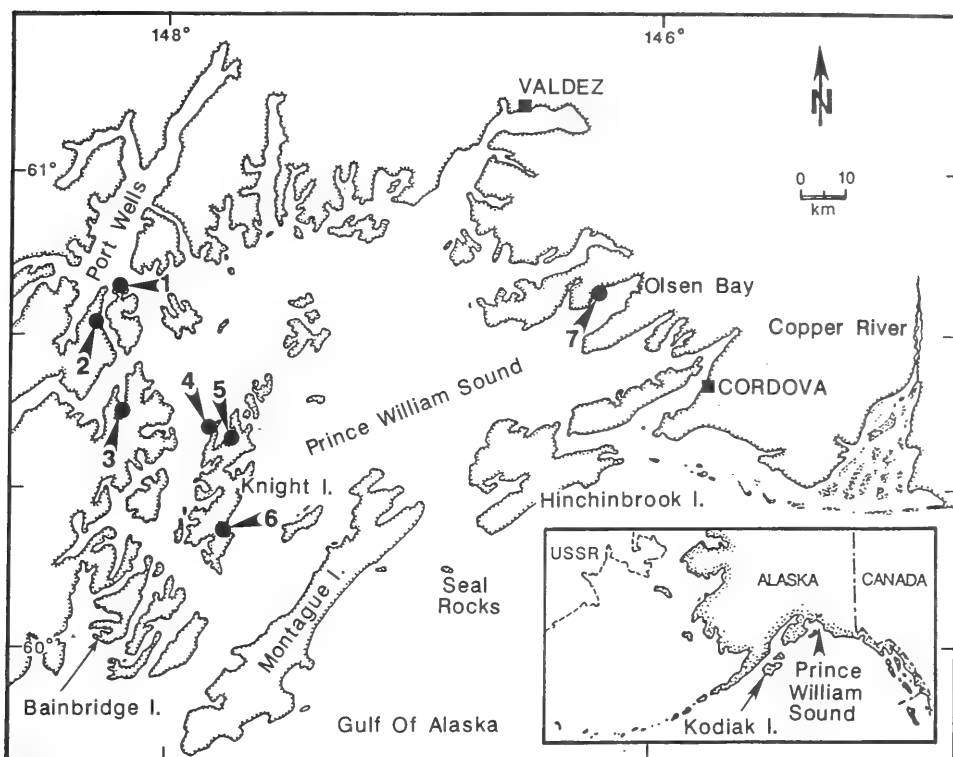 148°
146°
VALDEZ
N
61°
0 10
km
Port Wells
1
Olsen Bay
2
7
Copper River
4
5
Prince William Sound
CORDOVA
3
Knight I.
Hinchinbrook I.
6
Montague I.
Seal
Rocks
USSR
ALASKA
CANADA
60°
Prince
William
Sound
Bainbridge I.
Gulf Of Alaska
Kodiak I.